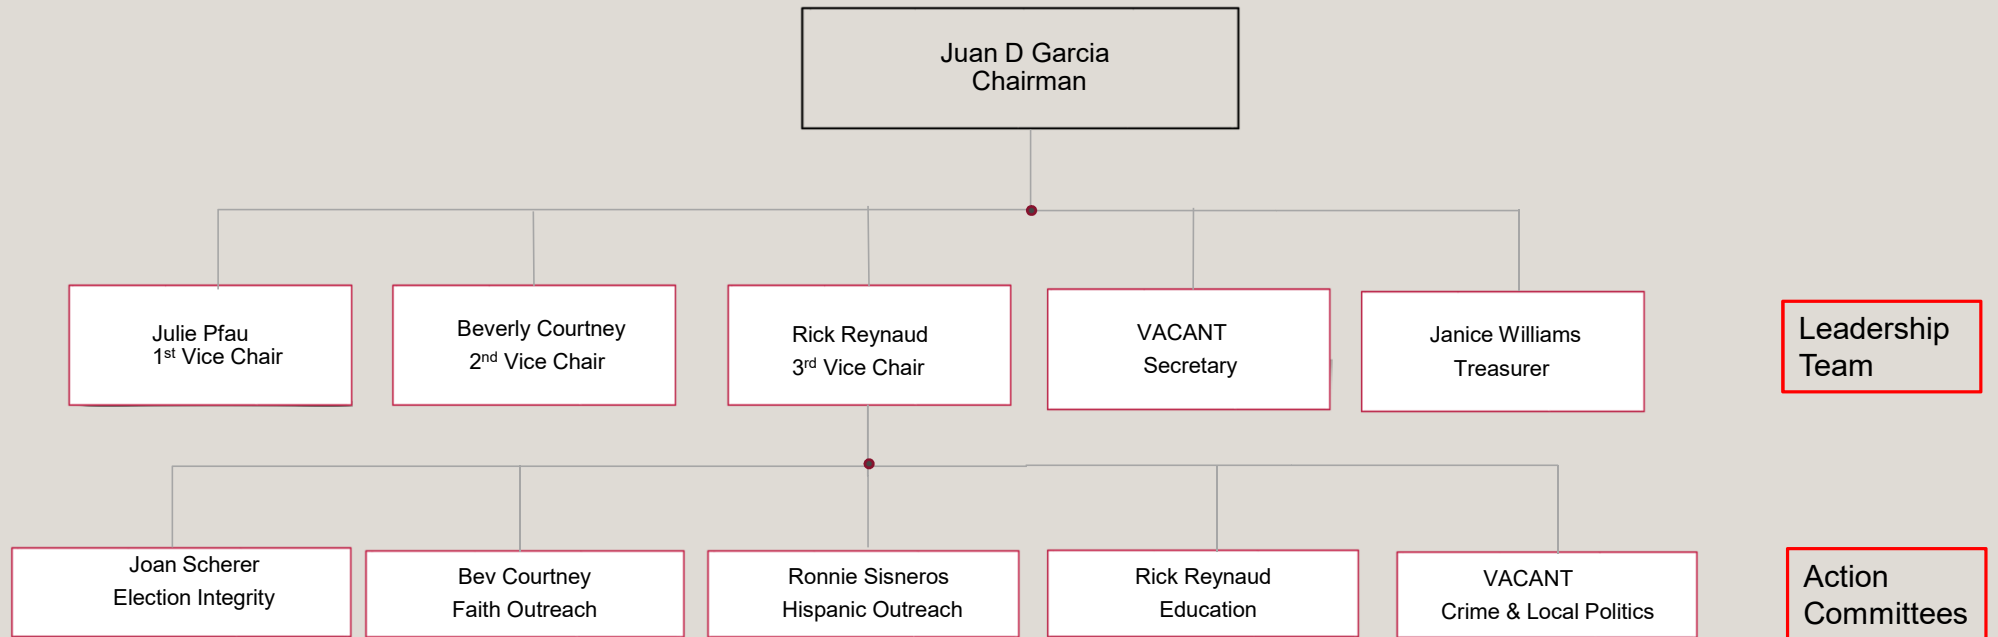 Juan D Garcia
Chairman
Julie Pfau
1st Vice Chair
Beverly Courtney
2nd Vice Chair
Rick Reynaud
3rd Vice Chair
VACANT
Secretary
Janice Williams
Treasurer
Leadership
Team
Joan Scherer
Election Integrity
Bev Courtney
Faith Outreach
Ronnie Sisneros
Hispanic Outreach
Rick Reynaud
Education
VACANT
Crime & Local Politics
Action
Committees